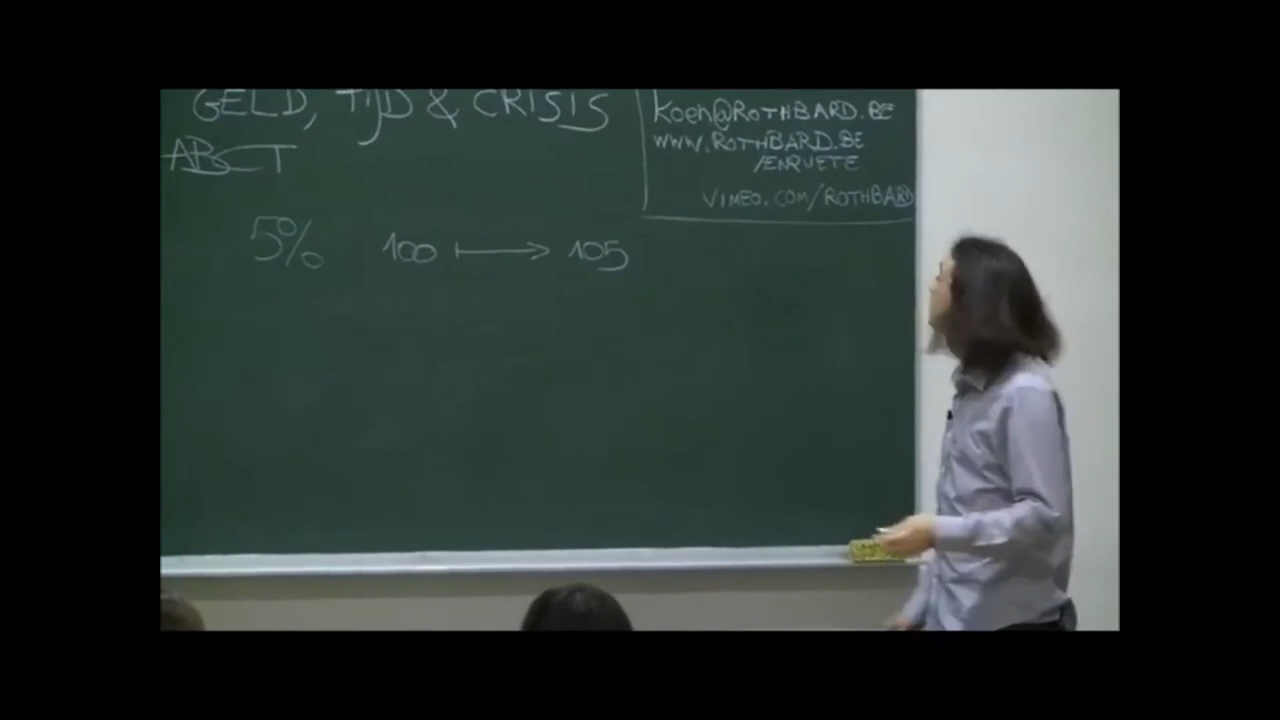 GELD, TIJD & CRISIS
ABCT
5% 100 → 105
Koen@ROTHBARD.BE
WWW.ROTHBARD.BE
/ENQUETE
VIMEO.COM/ROTHBARD